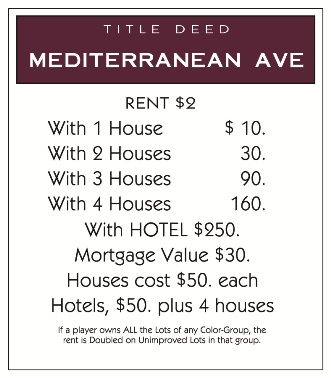 TITLE DEED
MEDITERRANEAN AVE
RENT $2
With 1 House $ 10.
With 2 Houses 30.
With 3 Houses 90.
With 4 Houses 160.
With HOTEL $250.
Mortgage Value $30.
Houses cost $50. each
Hotels, $50. plus 4 houses
If a player owns ALL the Lots of any Color-Group, the
rent is Doubled on Unimproved Lots in that group.